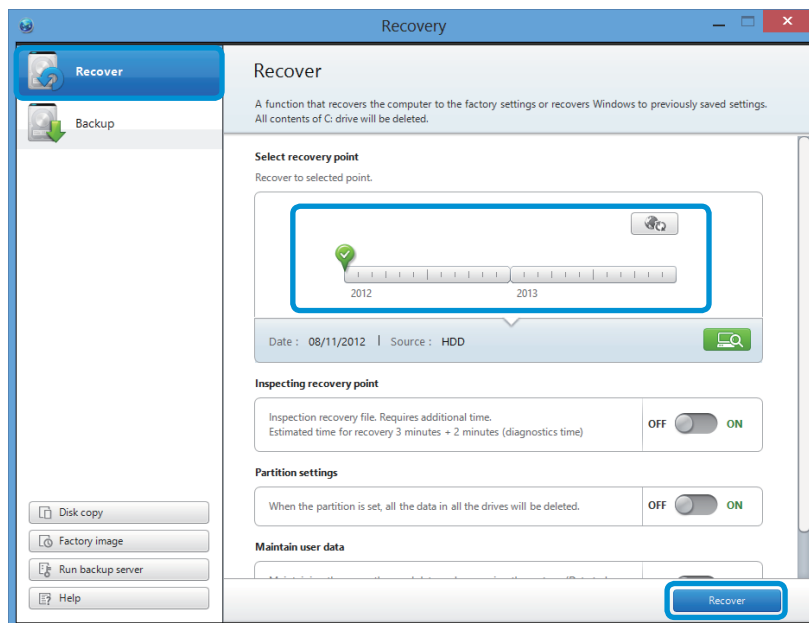 Recovery
Recover
Backup
Disk copy
Factory image
Run backup server
Help
Recover
A function that recovers the computer to the factory settings or recovers Windows to previously saved settings.
All contents of C: drive will be deleted.
Select recovery point
Recover to selected point.
2012 2013
Date : 08/11/2012 | Source : HDD
Inspecting recovery point
Inspection recovery file. Requires additional time.
Estimated time for recovery 3 minutes + 2 minutes (diagnostics time)
OFF ON
Partition settings
When the partition is set, all the data in all the drives will be deleted.
OFF ON
Maintain user data
Recover